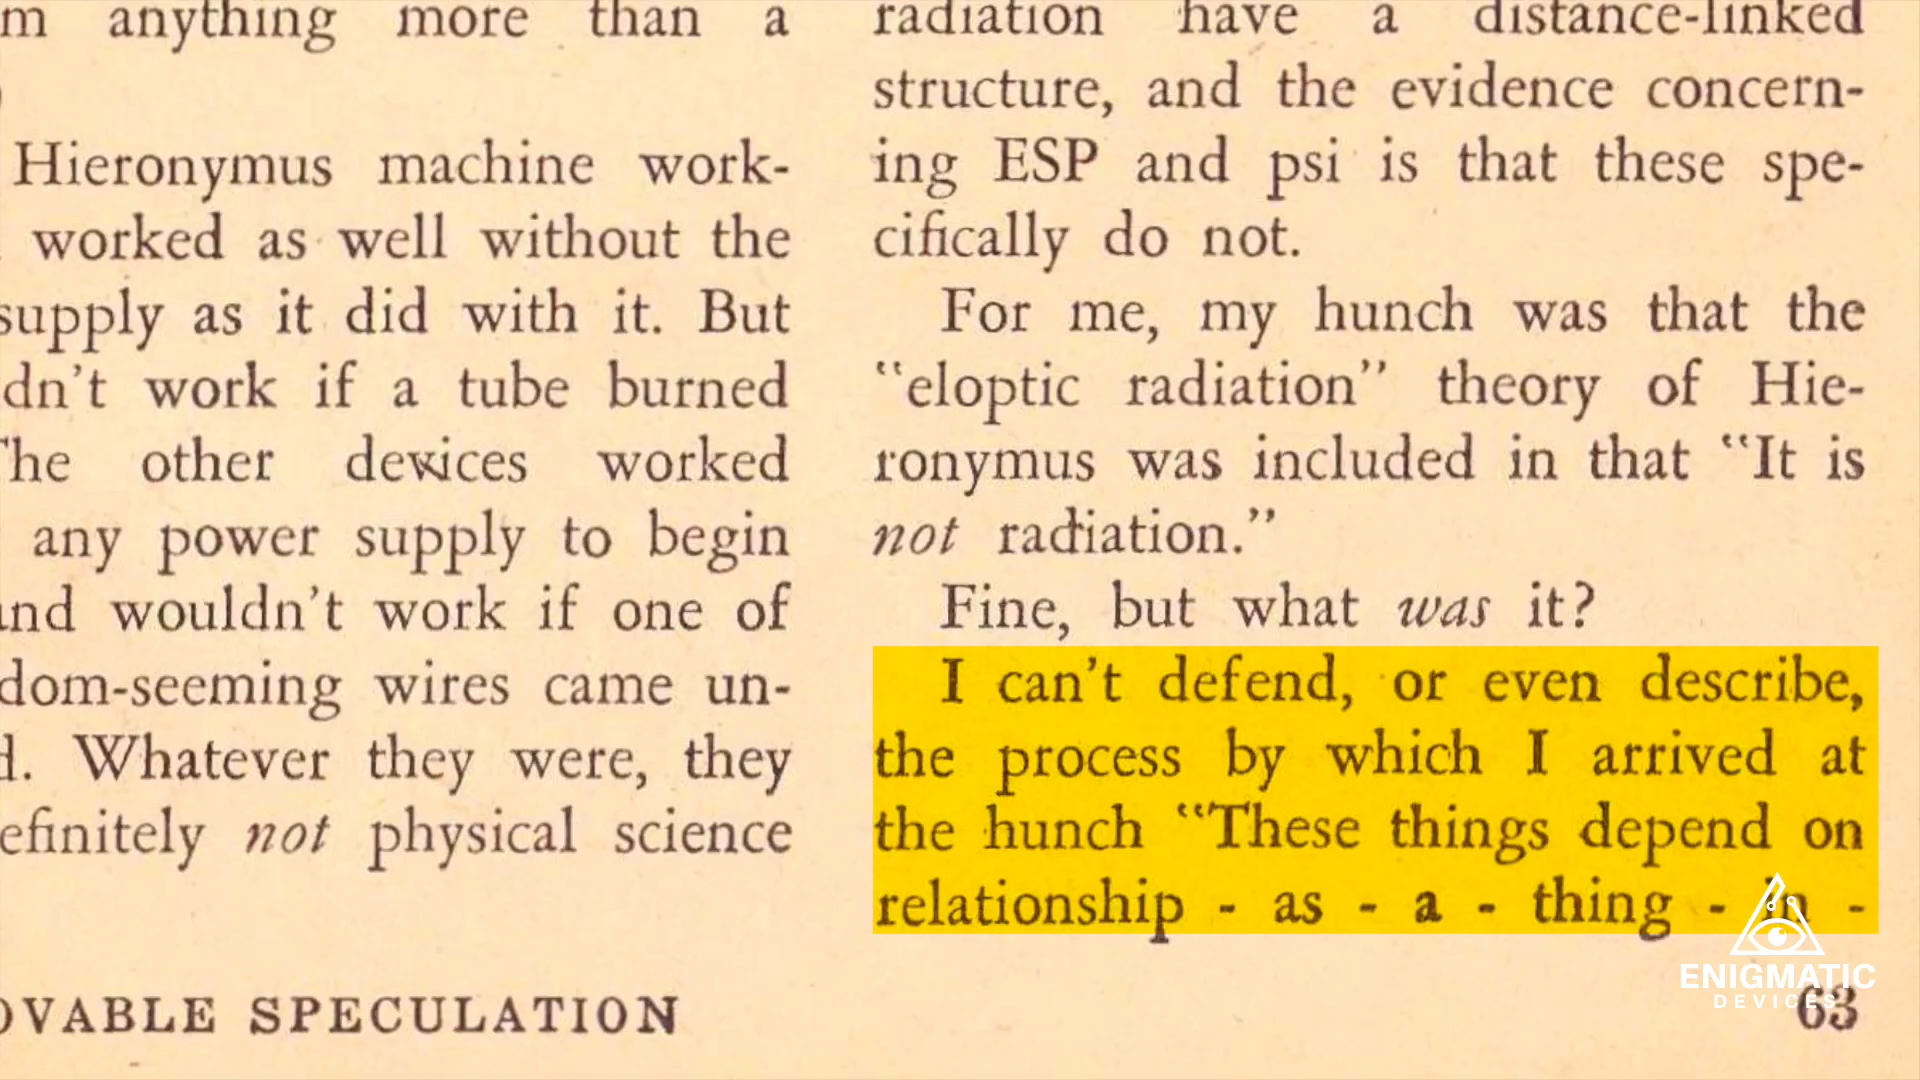 m anything more than a
Hieronymus machine work-
worked as well without the
supply as it did with it. But
dn't work if a tube burned
The other devices worked
any power supply to begin
and wouldn't work if one of
dom-seeming wires came un-
d. Whatever they were, they
efinitely not physical science
OVABLE SPECULATION
radiation have a distance-linked
structure, and the evidence concern-
ing ESP and psi is that these spe-
cifically do not.
For me, my hunch was that the
"eloptic radiation" theory of Hie-
ronymus was included in that "It is
not radiation."
Fine, but what was it?
I can't defend, or even describe,
the process by which I arrived at
the hunch "These things depend on
relationship - as - a - thing - in -
63
ENIGMATIC
DEVICES